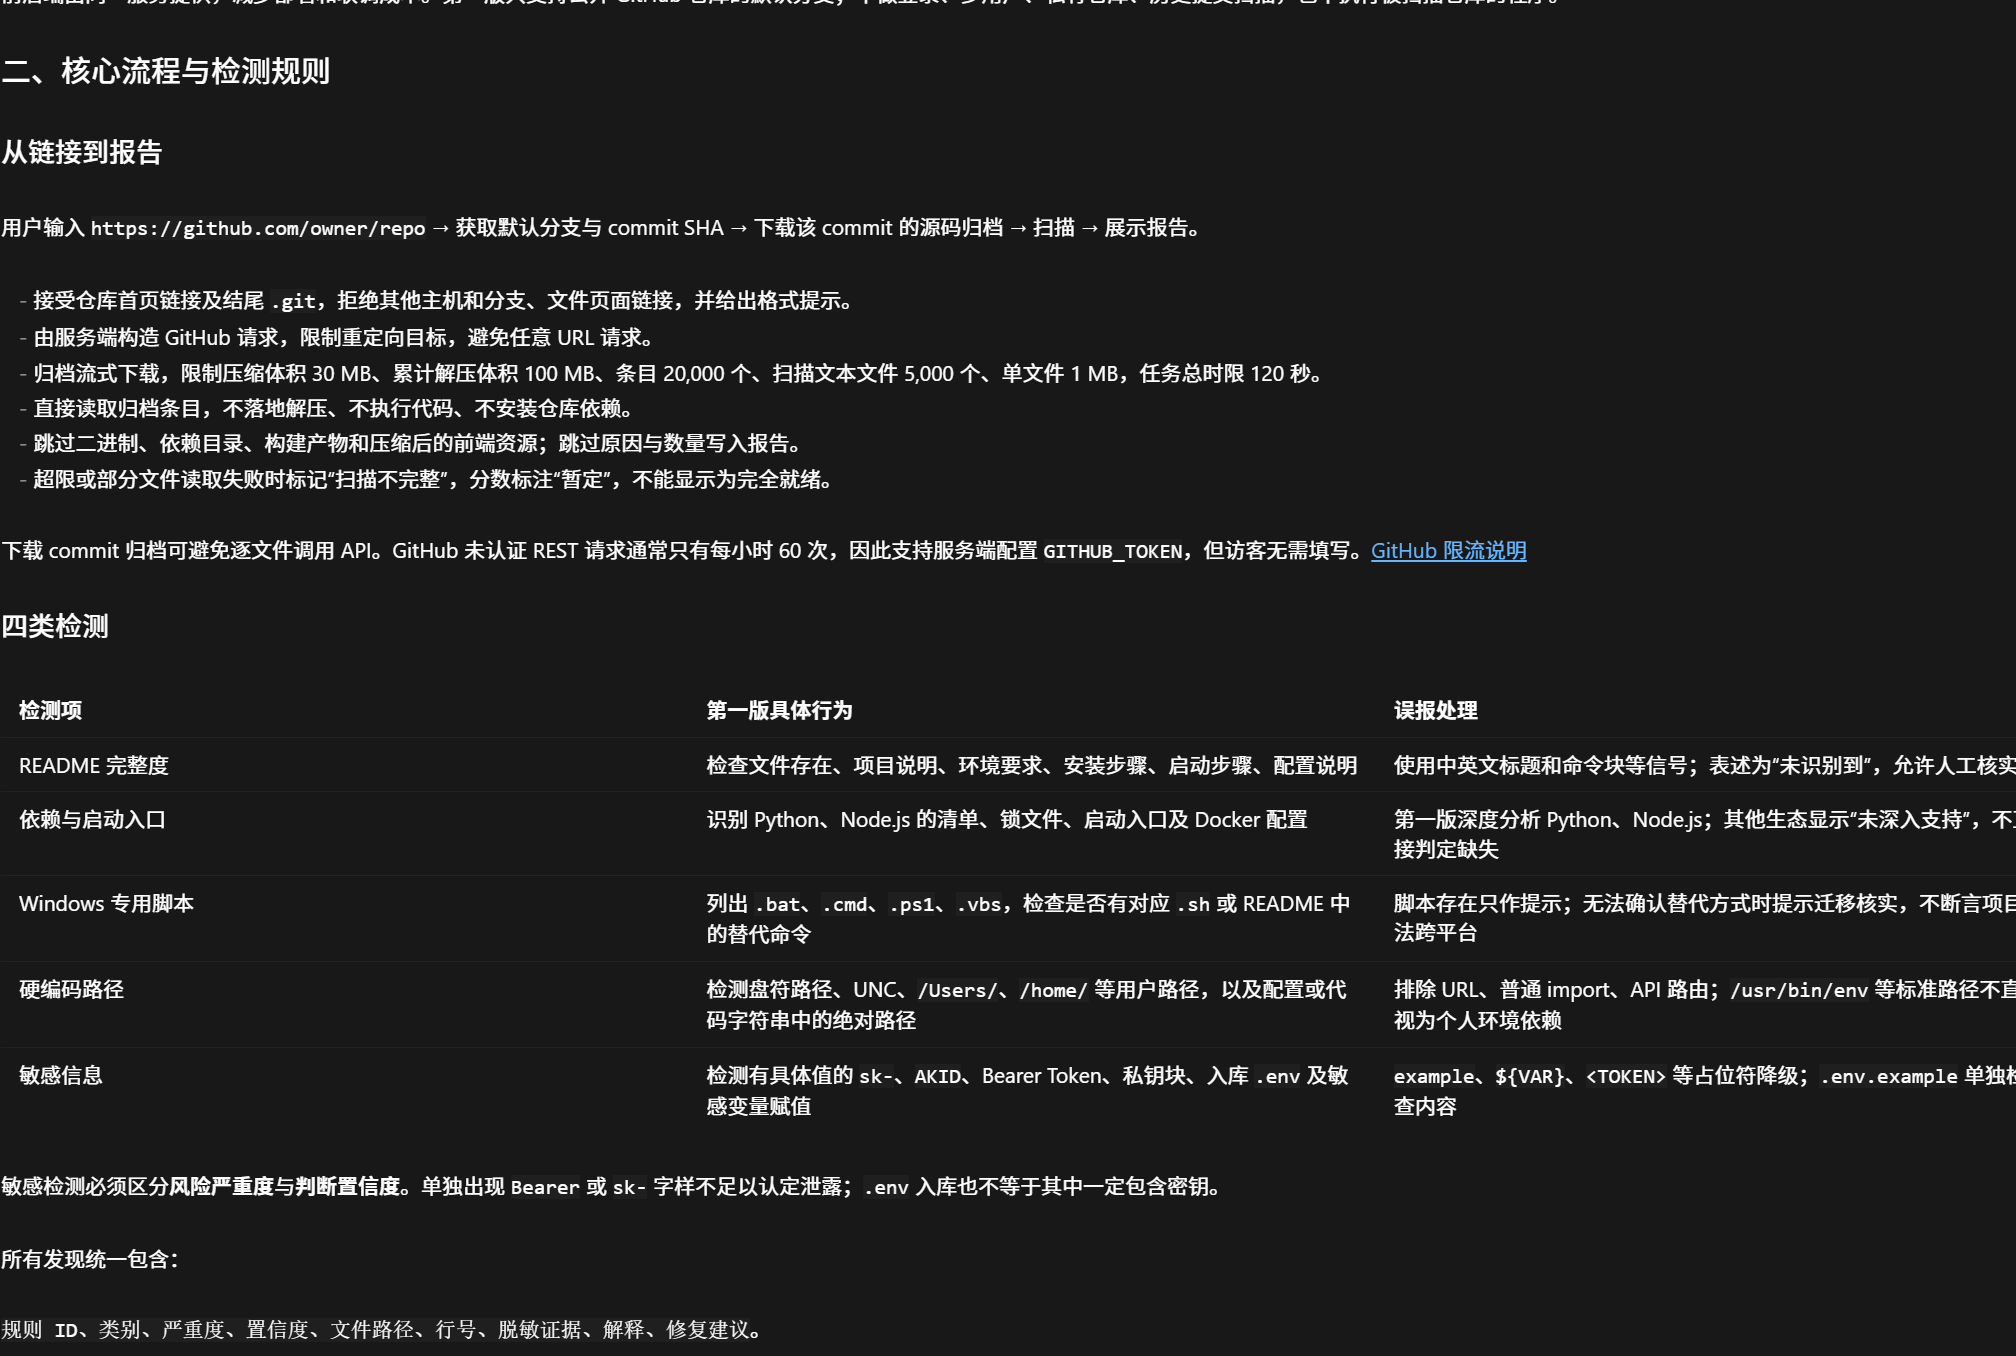 二、核心流程与检测规则
从链接到报告
用户输入 https://github.com/owner/repo → 获取默认分支与 commit SHA → 下载该 commit 的源码归档 → 扫描 → 展示报告。
- 接受仓库首页链接及结尾 .git，拒绝其他主机和分支、文件页面链接，并给出格式提示。
- 由服务端构造 GitHub 请求，限制重定向目标，避免任意 URL 请求。
- 归档流式下载，限制压缩体积 30 MB、累计解压体积 100 MB、条目 20,000 个、扫描文本文件 5,000 个、单文件 1 MB，任务总时限 120 秒。
- 直接读取归档条目，不落地解压、不执行代码、不安装仓库依赖。
- 跳过二进制、依赖目录、构建产物和压缩后的前端资源；跳过原因与数量写入报告。
- 超限或部分文件读取失败时标记“扫描不完整”，分数标注“暂定”，不能显示为完全就绪。
下载 commit 归档可避免逐文件调用 API。GitHub 未认证 REST 请求通常只有每小时 60 次，因此支持服务端配置 GITHUB_TOKEN，但访客无需填写。GitHub 限流说明
四类检测
检测项 第一版具体行为 误报处理
README 完整度 检查文件存在、项目说明、环境要求、安装步骤、启动步骤、配置说明 使用中英文标题和命令块等信号；表述为“未识别到”，允许人工核实
依赖与启动入口 识别 Python、Node.js 的清单、锁文件、启动入口及 Docker 配置 第一版深度分析 Python、Node.js；其他生态显示“未深入支持”，不
接判定缺失
Windows 专用脚本 列出 .bat、.cmd、.ps1、.vbs，检查是否有对应 .sh 或 README 中 脚本存在只作提示；无法确认替代方式时提示迁移核实，不断言项目
的替代命令 法跨平台
硬编码路径 检测盘符路径、UNC、/Users/、/home/ 等用户路径，以及配置或代 排除 URL、普通 import、API 路由；/usr/bin/env 等标准路径不直
码字符串中的绝对路径 视为个人环境依赖
敏感信息 检测有具体值的 sk-、AKID、Bearer Token、私钥块、入库 .env 及敏 example、${VAR}、<TOKEN> 等占位符降级；.env.example 单独检
感变量赋值 查内容
敏感检测必须区分风险严重度与判断置信度。单独出现 Bearer 或 sk- 字样不足以认定泄露；.env 入库也不等于其中一定包含密钥。
所有发现统一包含：
规则 ID、类别、严重度、置信度、文件路径、行号、脱敏证据、解释、修复建议。